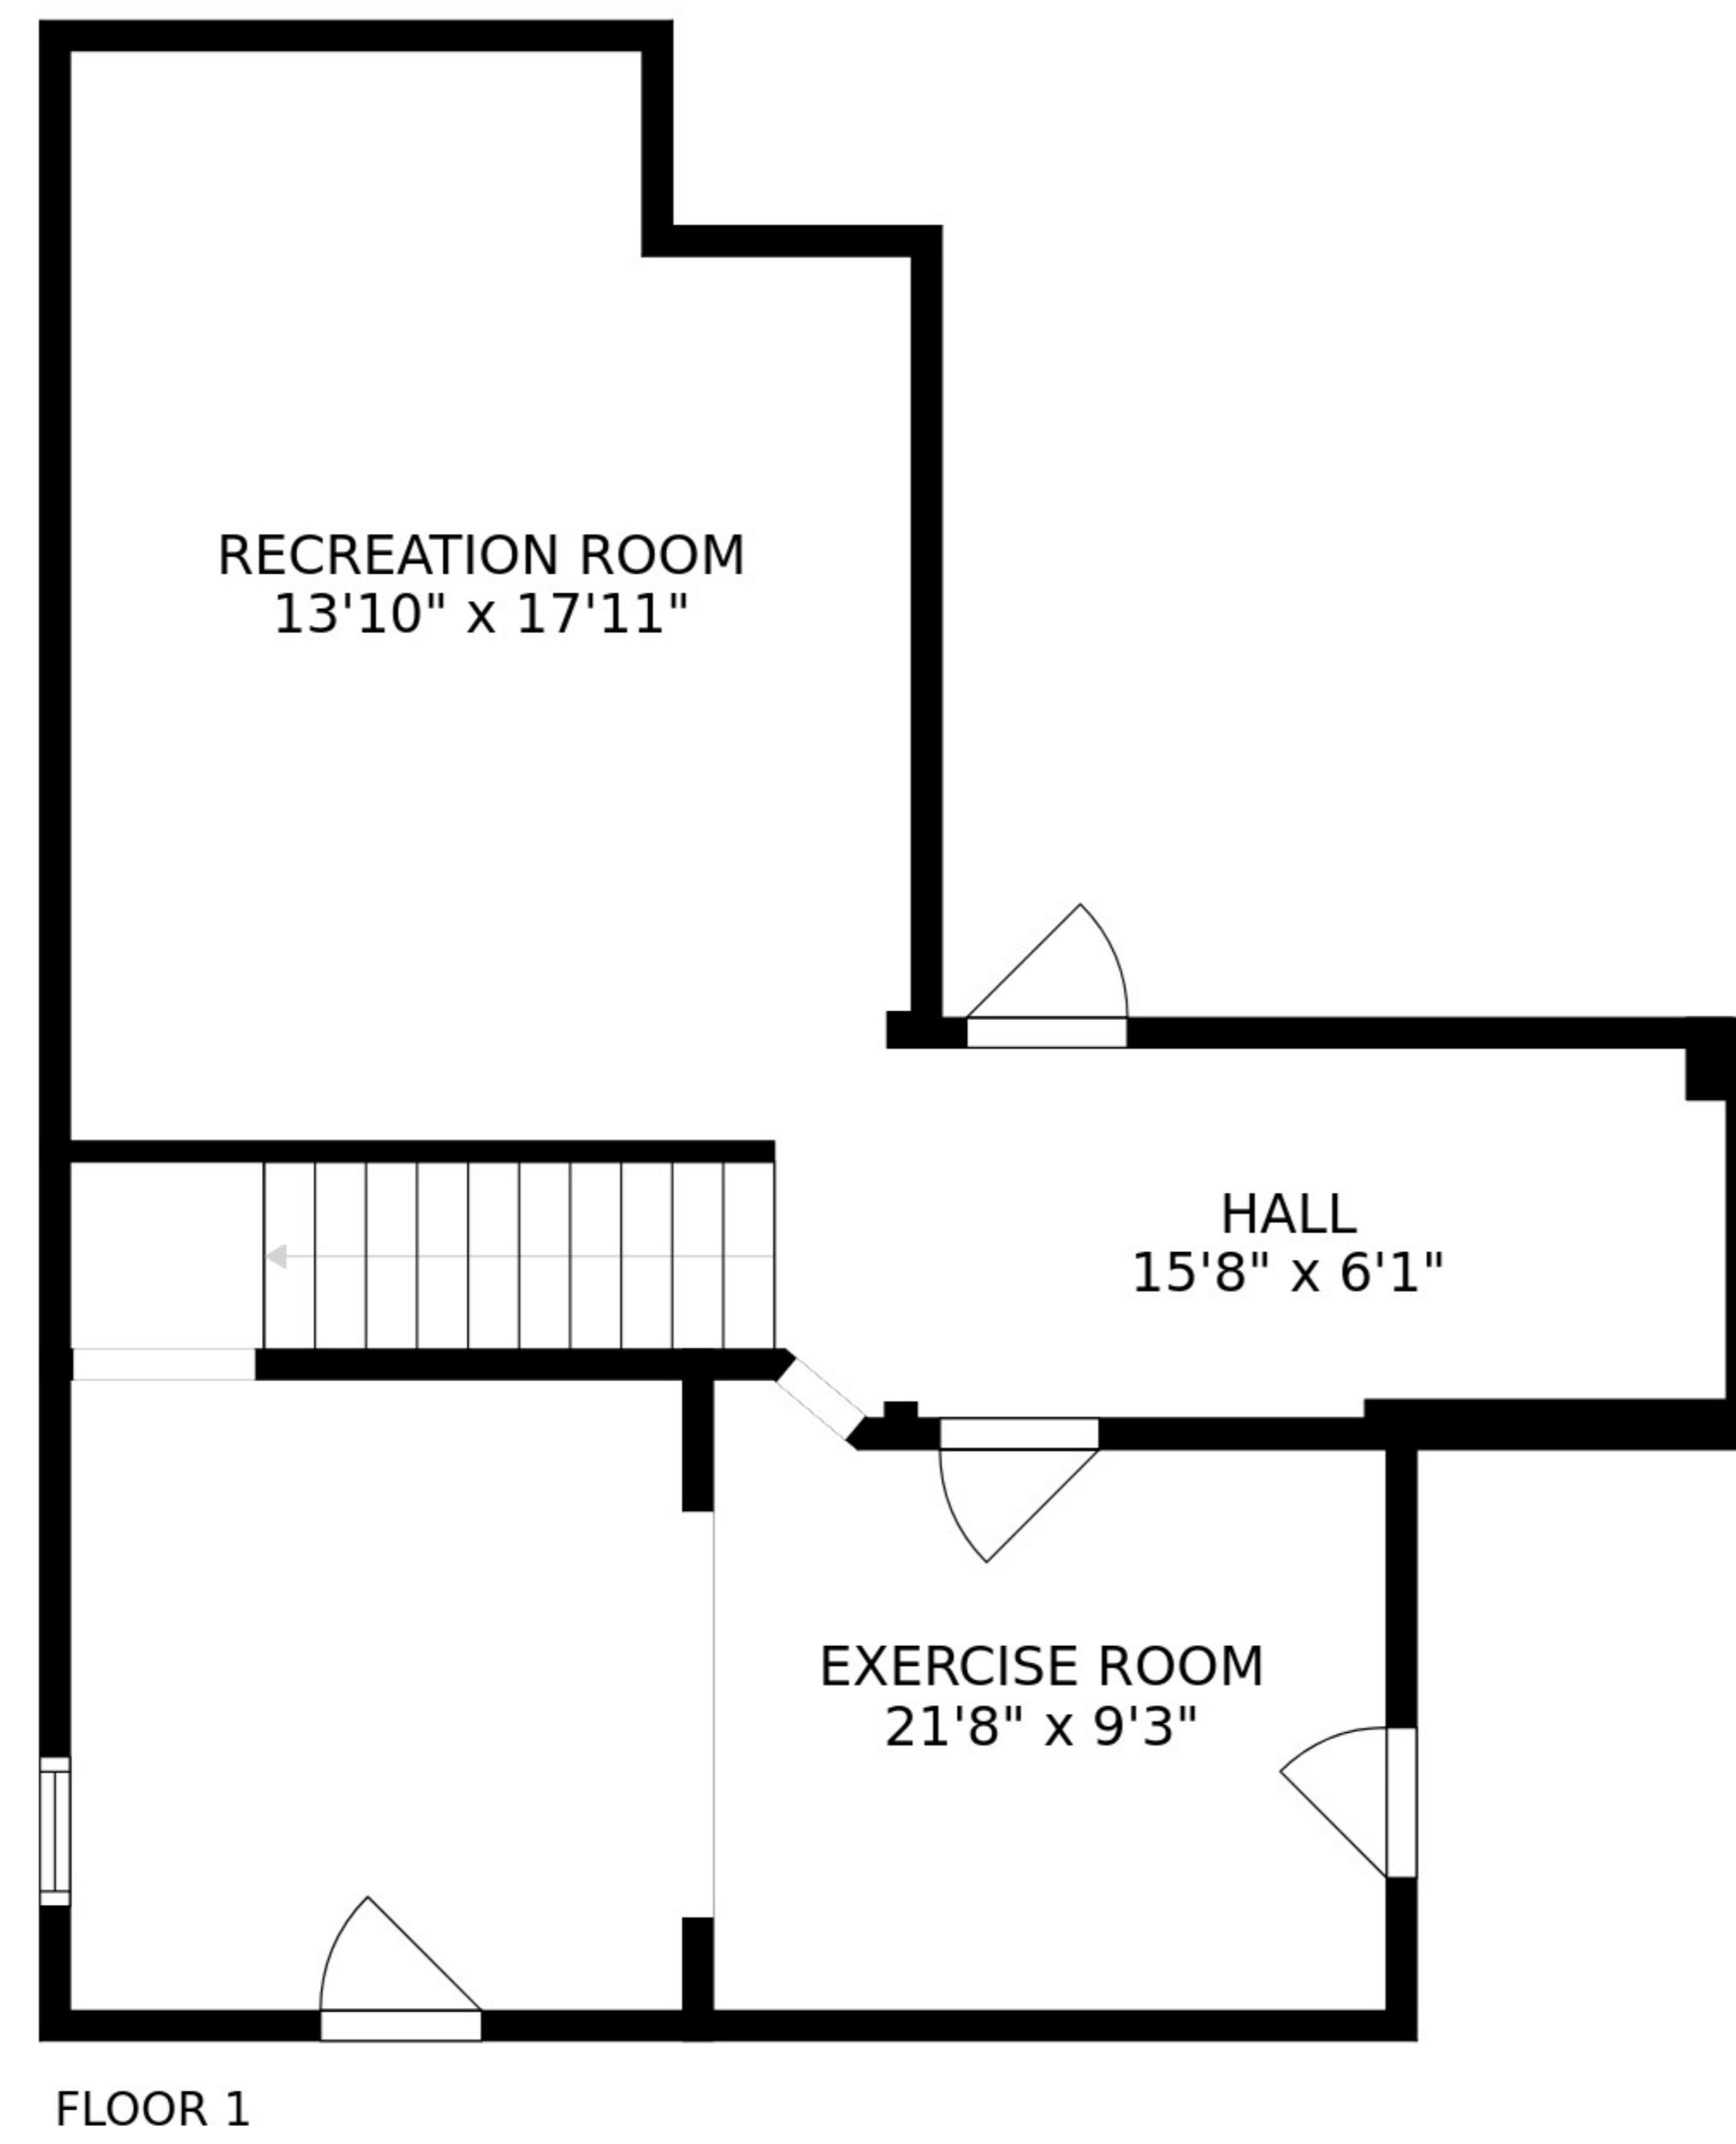 RECREATION ROOM
13'10" x 17'11"
HALL
15'8" x 6'1"
EXERCISE ROOM
21'8" x 9'3"
FLOOR 1